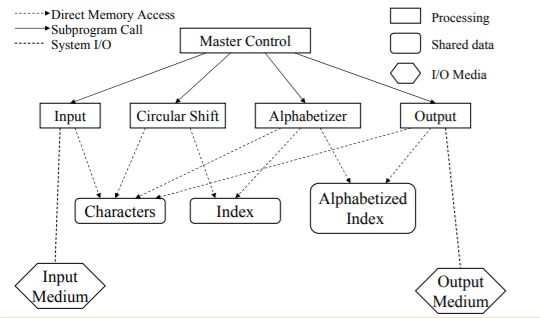 Direct Memory Access
Subprogram Call
System I/O
Processing
Shared data
I/O Media
Master Control
Input
Circular Shift
Alphabetizer
Output
Characters
Index
Alphabetized
Index
Input
Medium
Output
Medium